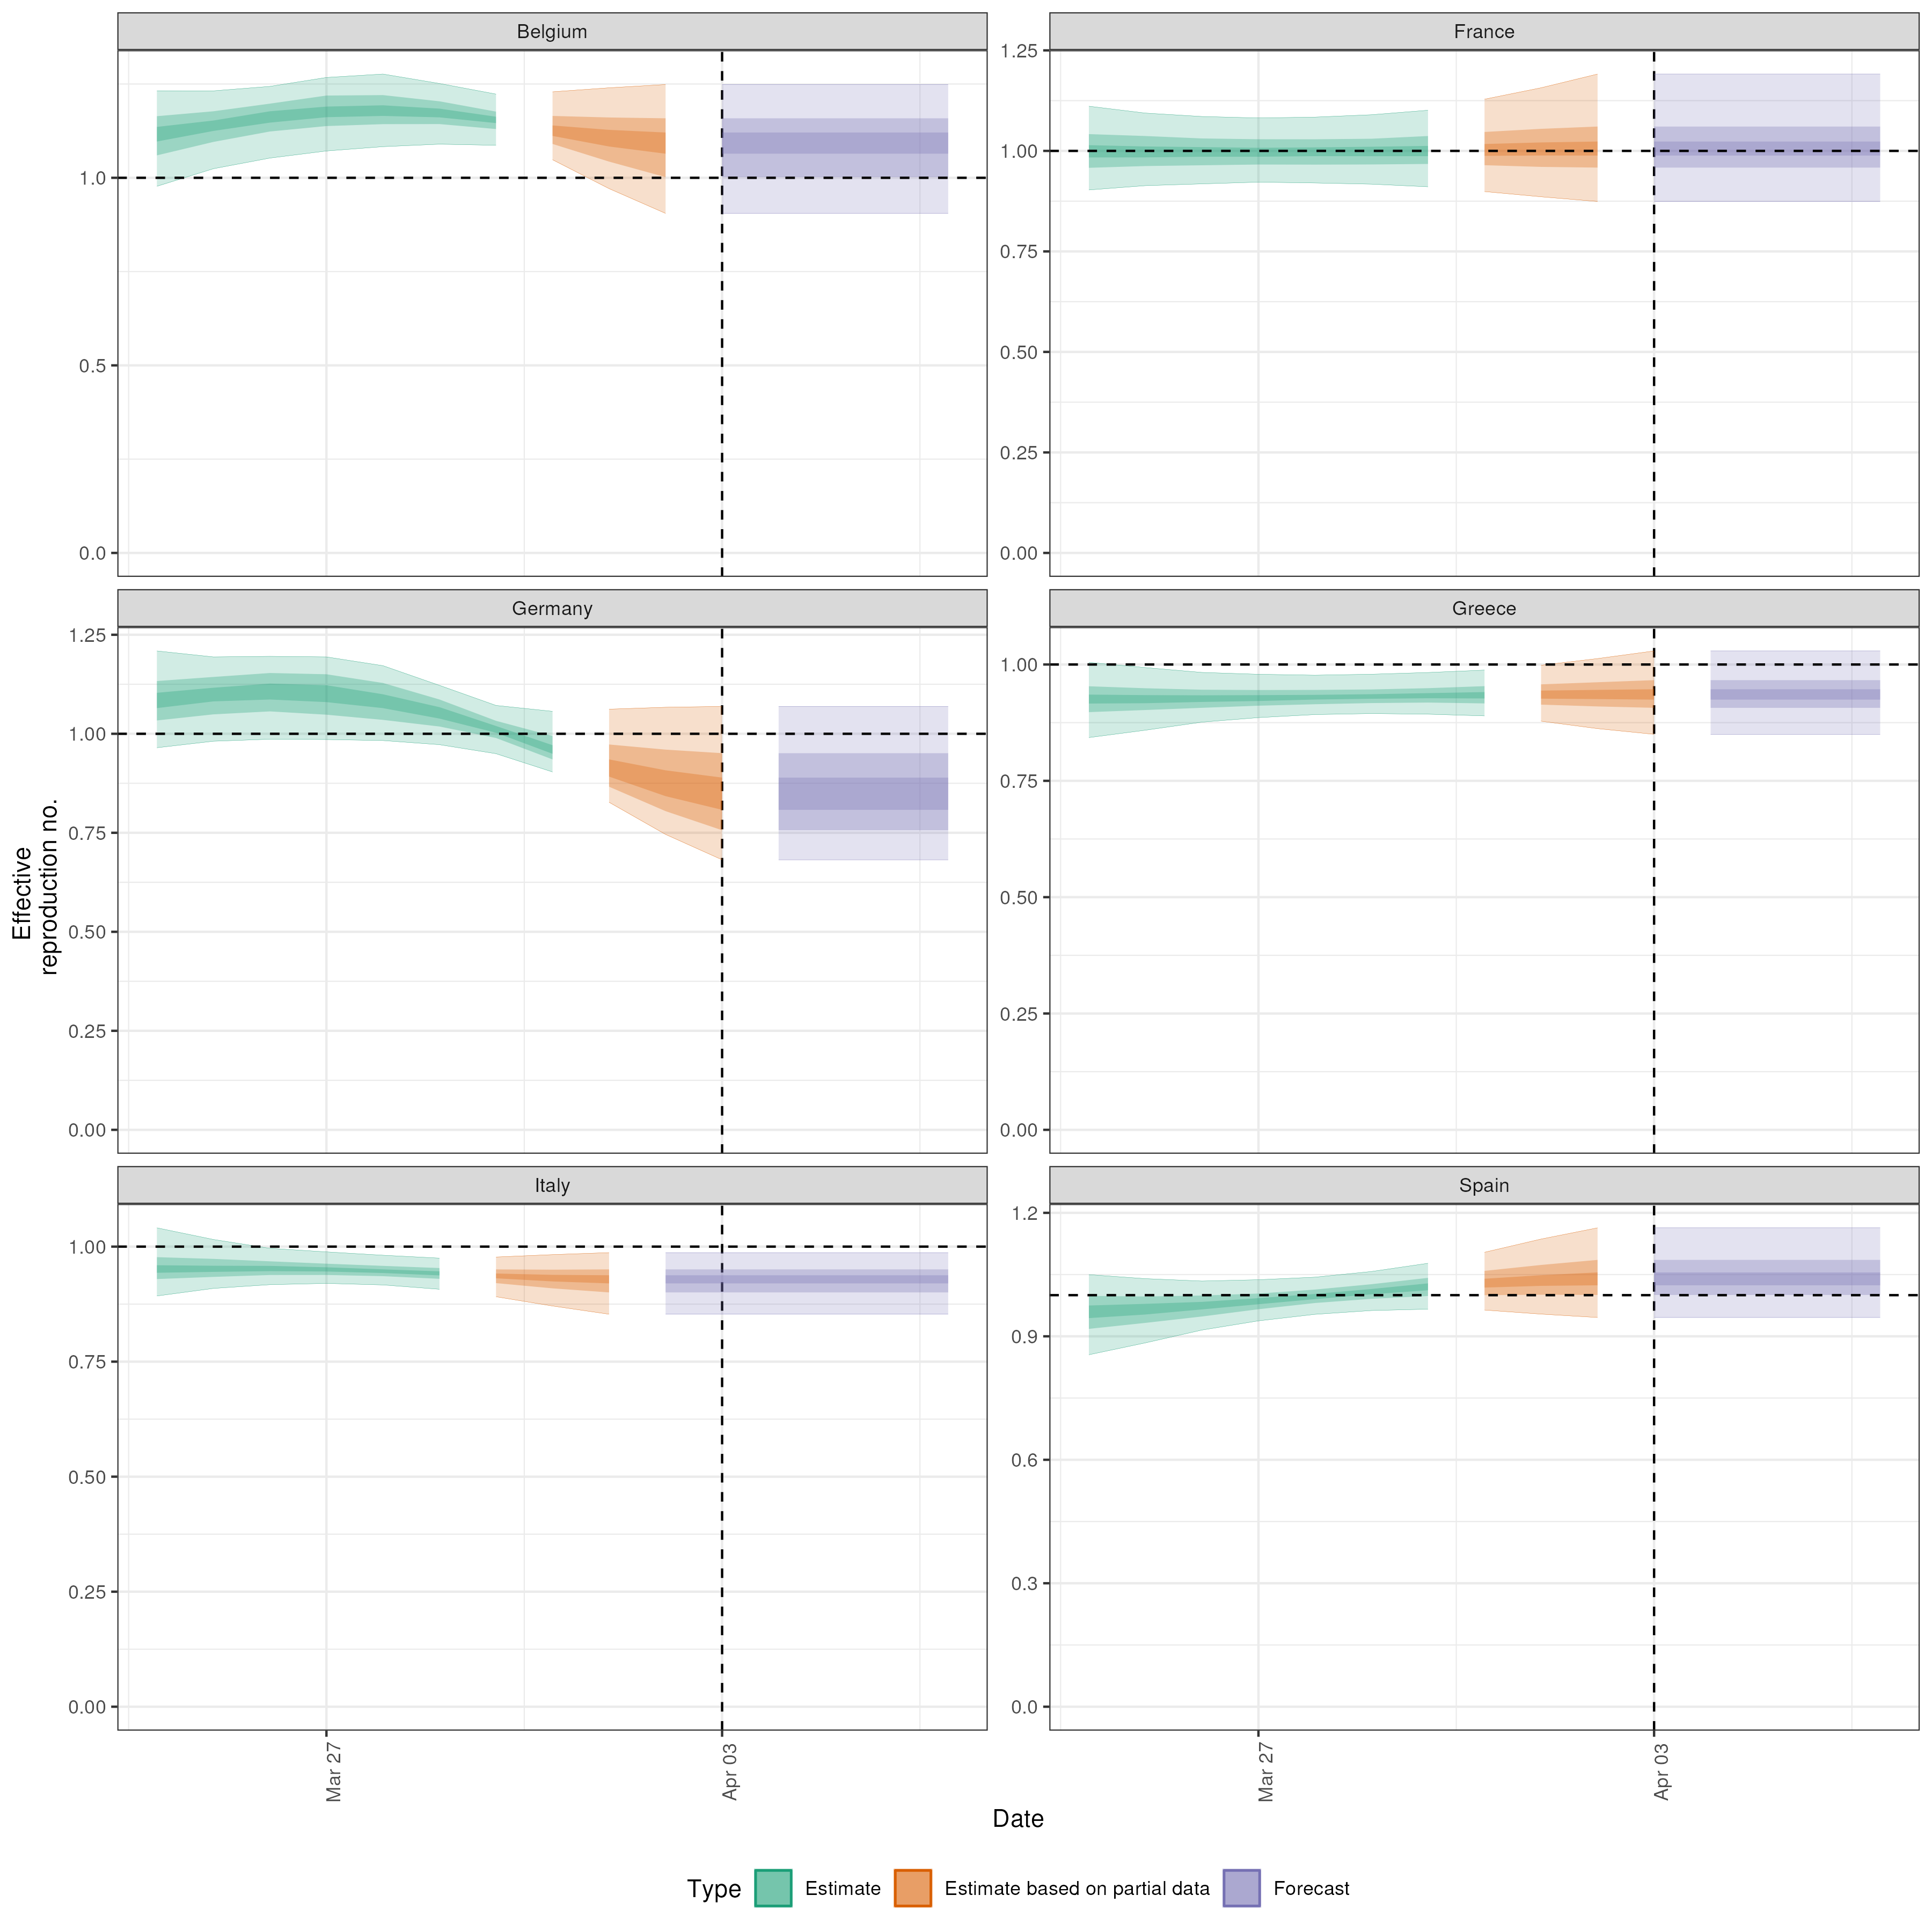 Belgium
France
1.0
0.5
0.0
1.25
1.00
0.75
0.50
0.25
0.00
Germany
Greece
1.25
1.00
0.75
0.50
0.25
0.00
1.00
0.75
0.50
0.25
0.00
Italy
Spain
1.00
0.75
0.50
0.25
0.00
1.2
0.9
0.6
0.3
0.0
Effective
reproduction no.
Mar 27
Apr 03
Mar 27
Apr 03
Date
Type Estimate Estimate based on partial data Forecast